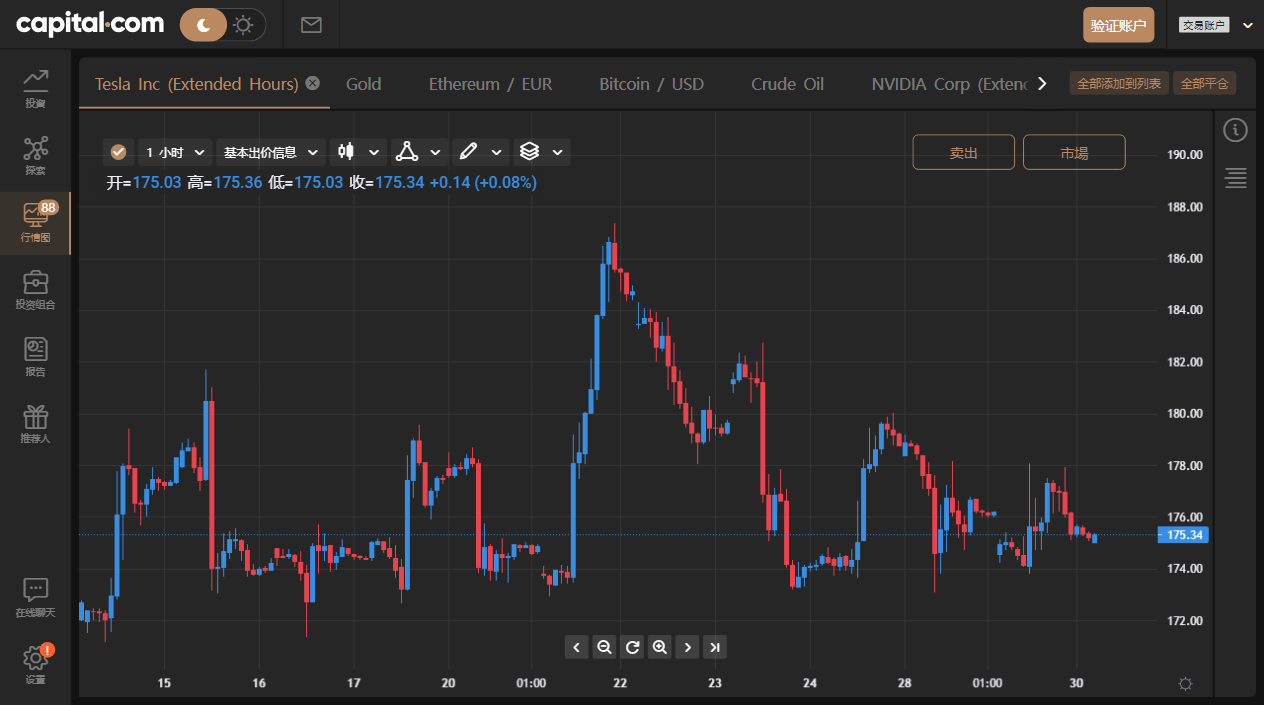 capital.com
验证账户
交易账户
Tesla Inc (Extended Hours)
Gold
Ethereum / EUR
Bitcoin / USD
Crude Oil
NVIDIA Corp (Exten
全部添加到列表
全部平仓
投资
探索
88
行情图
投资组合
报告
推荐人
在线聊天
!
设置
1 小时
基本出价信息
卖出
市場
开=175.03 高=175.36 低=175.03 收=175.34 +0.14 (+0.08%)
190.00
188.00
186.00
184.00
182.00
180.00
178.00
176.00
175.34
174.00
172.00
15
16
17
20
01:00
22
23
24
28
01:00
30